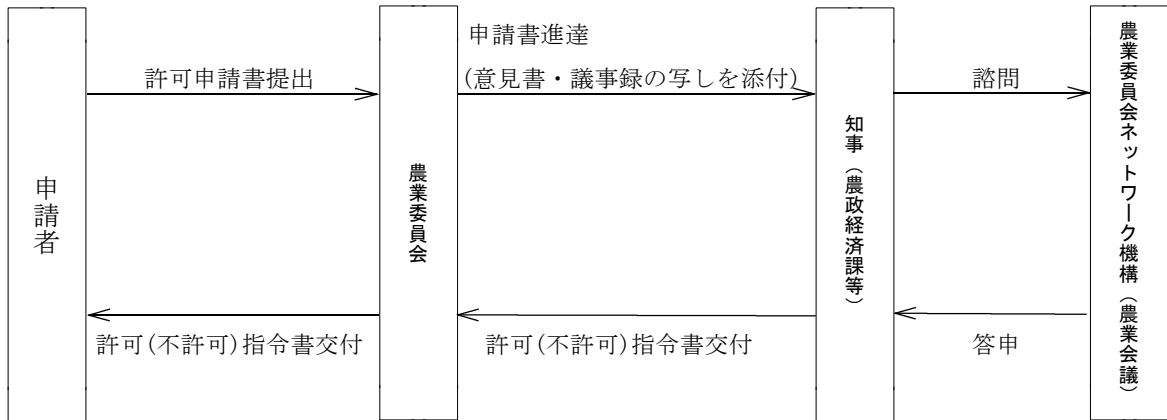 申請者
許可申請書提出
許可(不許可)指令書交付
農業委員会
申請書進達
(意見書・議事録の写しを添付)
許可(不許可)指令書交付
知事(農政経済課等)
諮問
答申
農業委員会ネットワーク機構(農業会議)